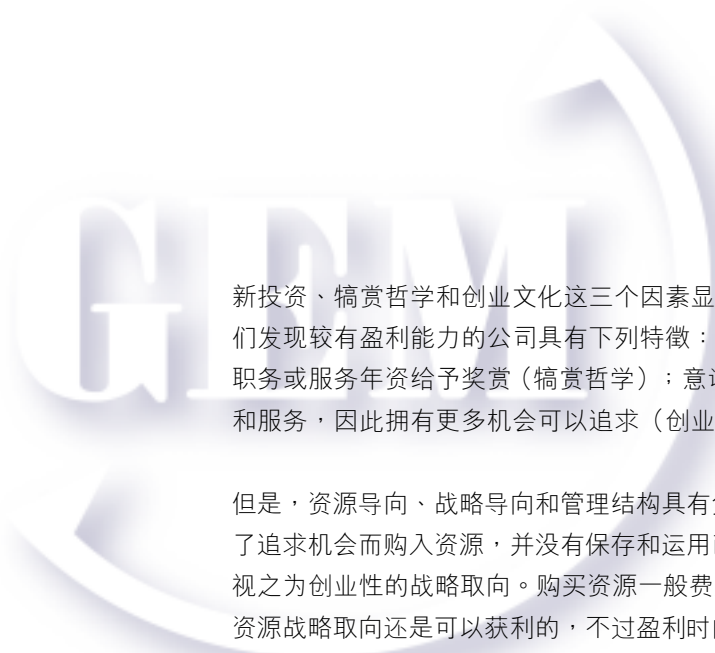 GEM
新投资、犒赏哲学和创业文化这三个因素显
们发现较有盈利能力的公司具有下列特徵：
职务或服务年资给予奖赏（犒赏哲学）；意
和服务，因此拥有更多机会可以追求（创业
但是，资源导向、战略导向和管理结构具有
了追求机会而购入资源，并没有保存和运用
视之为创业性的战略取向。购买资源一般费
资源战略取向还是可以获利的，不过盈利时